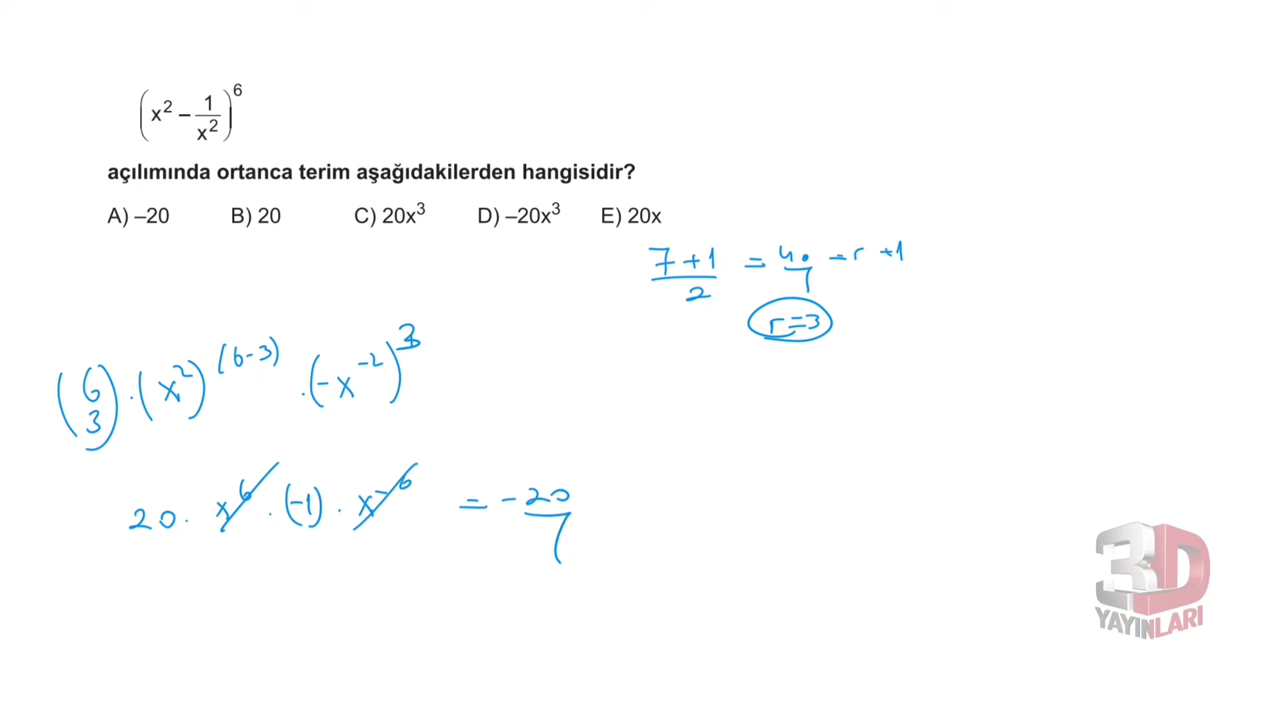 (x² – 1/x²)⁶
açılımında ortanca terim aşağıdakilerden hangisidir?
A) –20 B) 20 C) 20x³ D) –20x³ E) 20x
7+1/2 = 4. = r +1
r=3
(6 3) · (x²)^(6-3) · (-x⁻²)³
20 · x⁶ · (-1) · x⁻⁶ = -20
3D
YAYINLARI